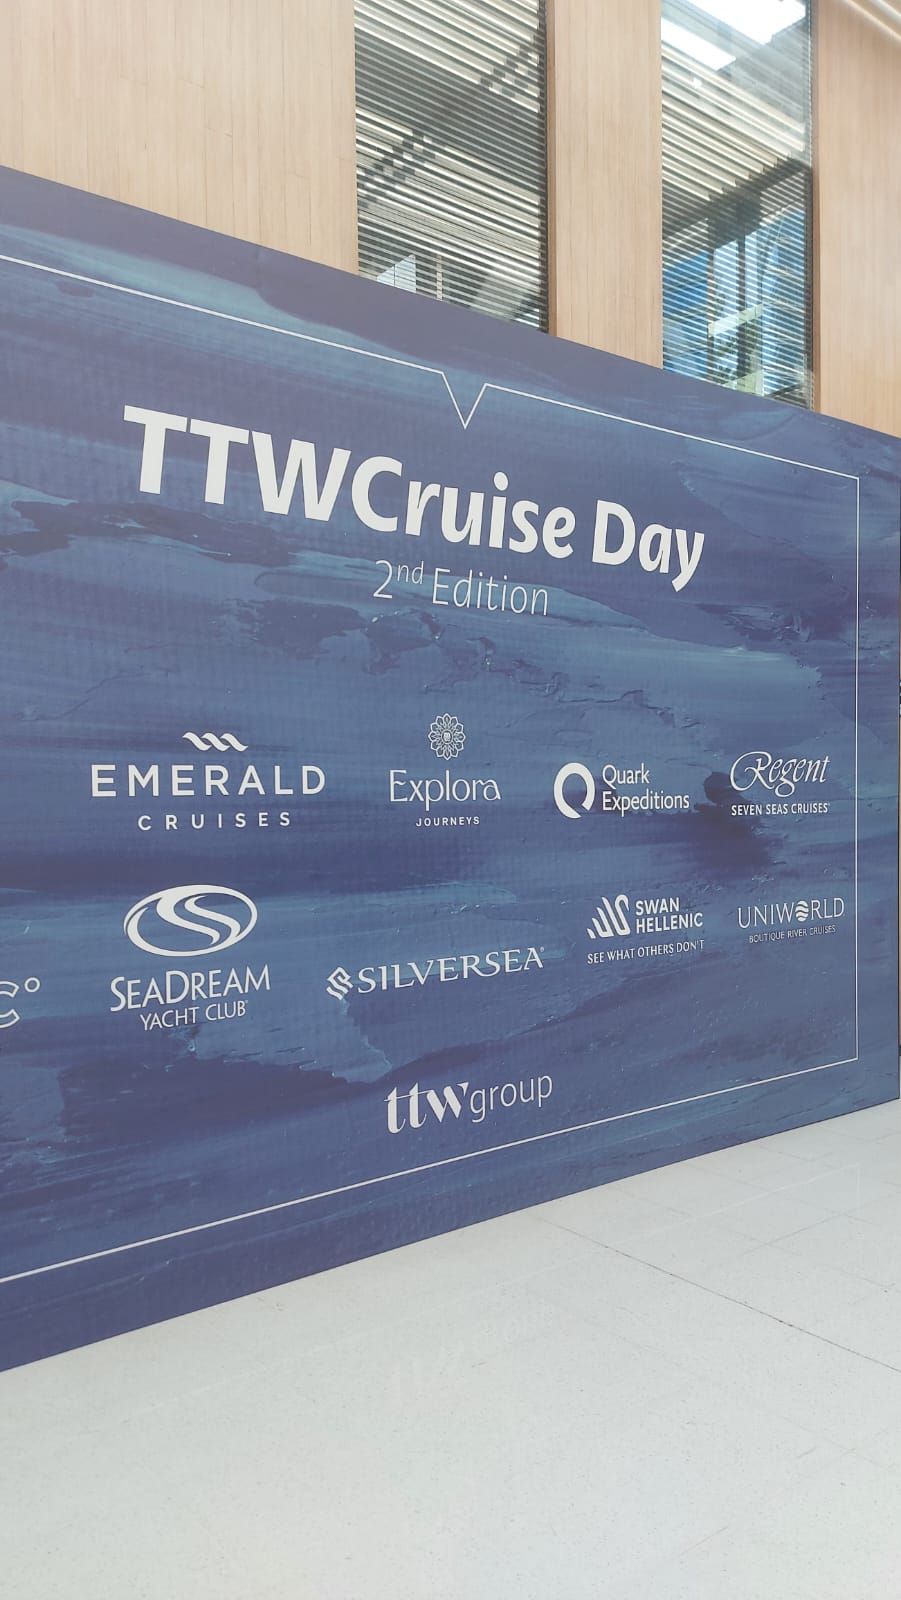 TTWCruise Day
2nd Edition
EMERALD
CRUISES
Explora
JOURNEYS
Quark
Expeditions
Regent
SEVEN SEAS CRUISES®
SEADREAM
YACHT CLUB®
SILVERSEA®
SWAN
HELLENIC
SEE WHAT OTHERS DON'T
UNIWORLD
BOUTIQUE RIVER CRUISES
ttwgroup